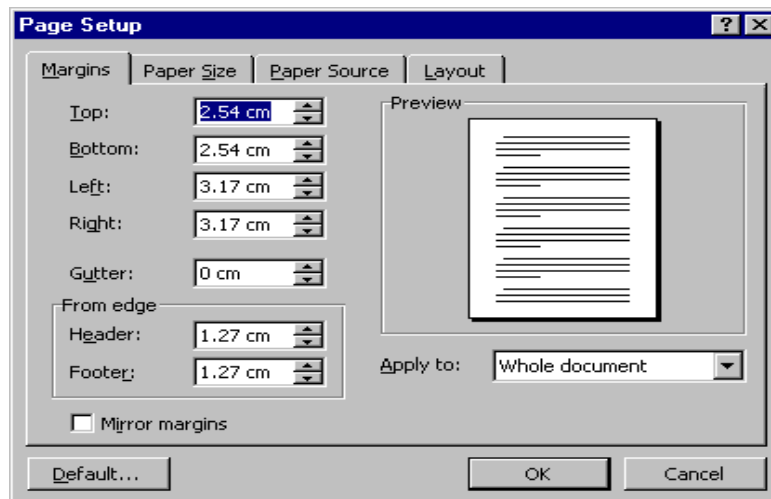 Page Setup
Margins Paper Size Paper Source Layout
Top: 2.54 cm
Bottom: 2.54 cm
Left: 3.17 cm
Right: 3.17 cm
Gutter: 0 cm
From edge
Header: 1.27 cm
Footer: 1.27 cm
Mirror margins
Preview
Apply to: Whole document
Default... OK Cancel